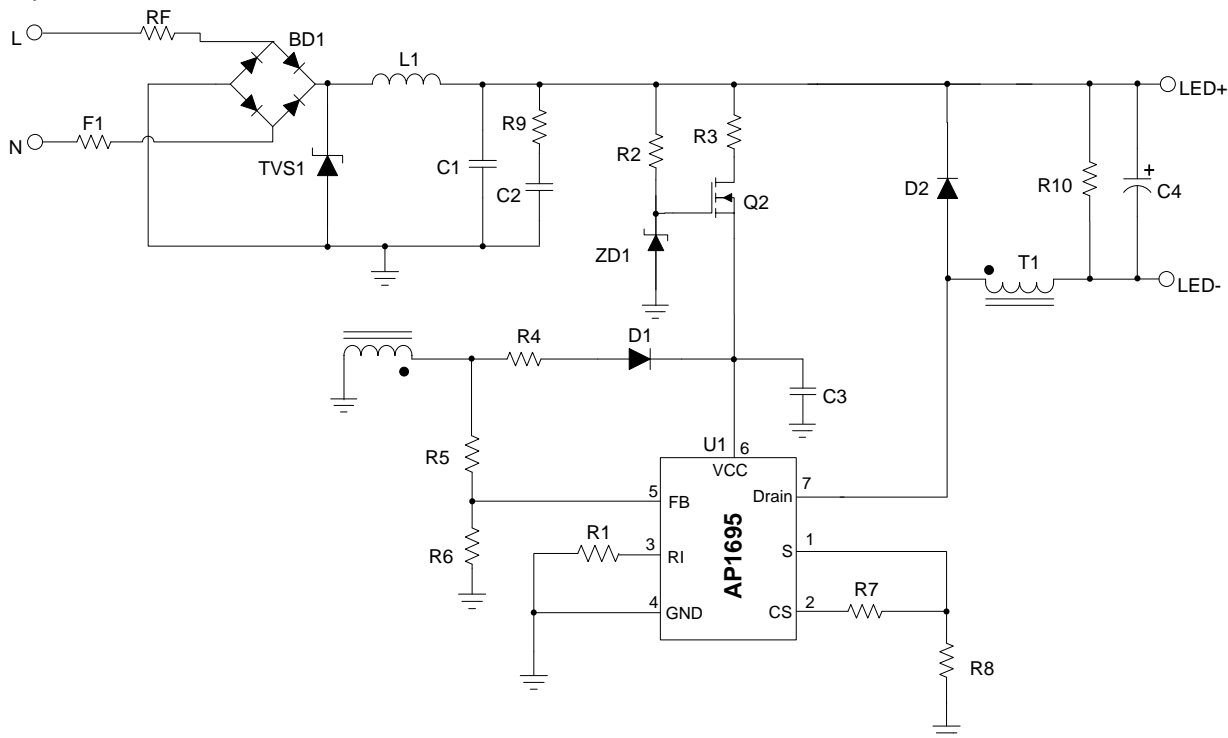 RF
L
BD1
L1
LED+
F1
N
R9
R3
R2
TVS1
C1
C2
Q2
D2
R10
+
C4
ZD1
T1
LED-
R4
D1
C3
U1
6
VCC
R5
5
FB
7
Drain
R1
3
RI
1
S
R6
AP1695
4
GND
2
CS
R7
R8